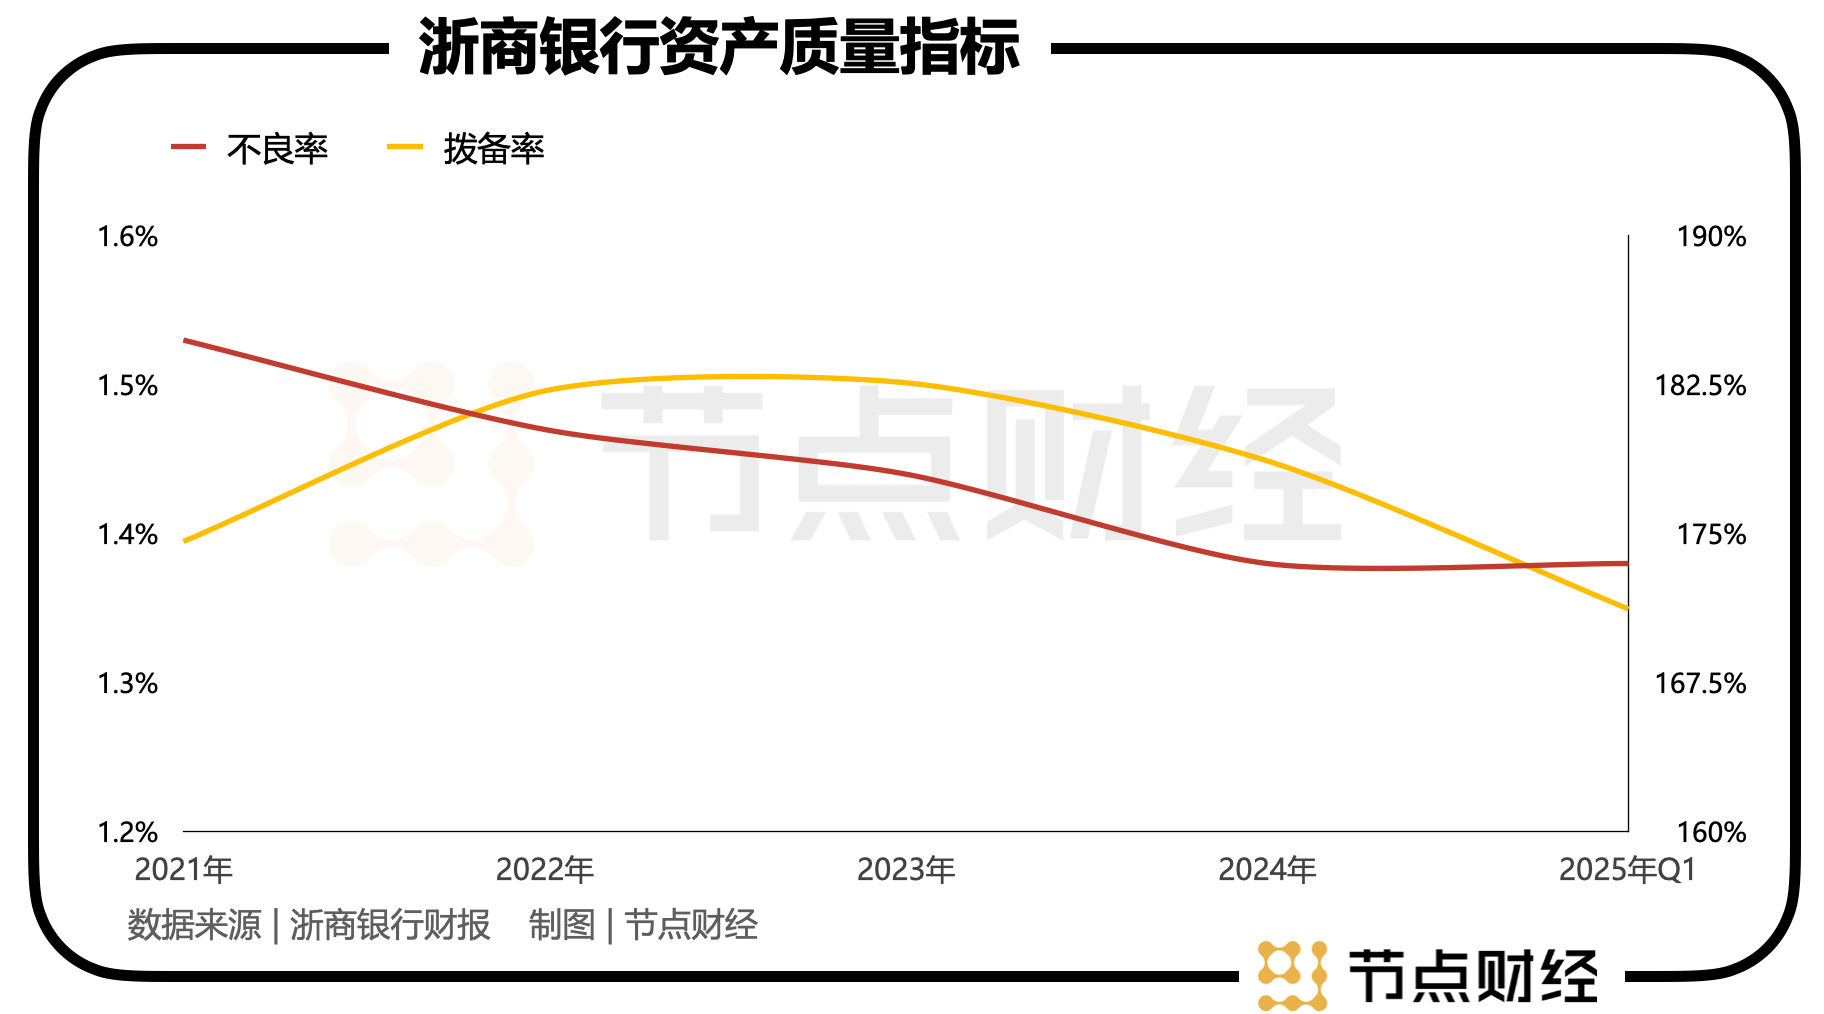 浙商银行资产质量指标
不良率 拨备率
1.6% 190%
1.5% 182.5%
1.4% 175%
1.3% 167.5%
1.2% 160%
2021年 2022年 2023年 2024年 2025年Q1
数据来源 | 浙商银行财报 制图 | 节点财经
节点财经
节点财经